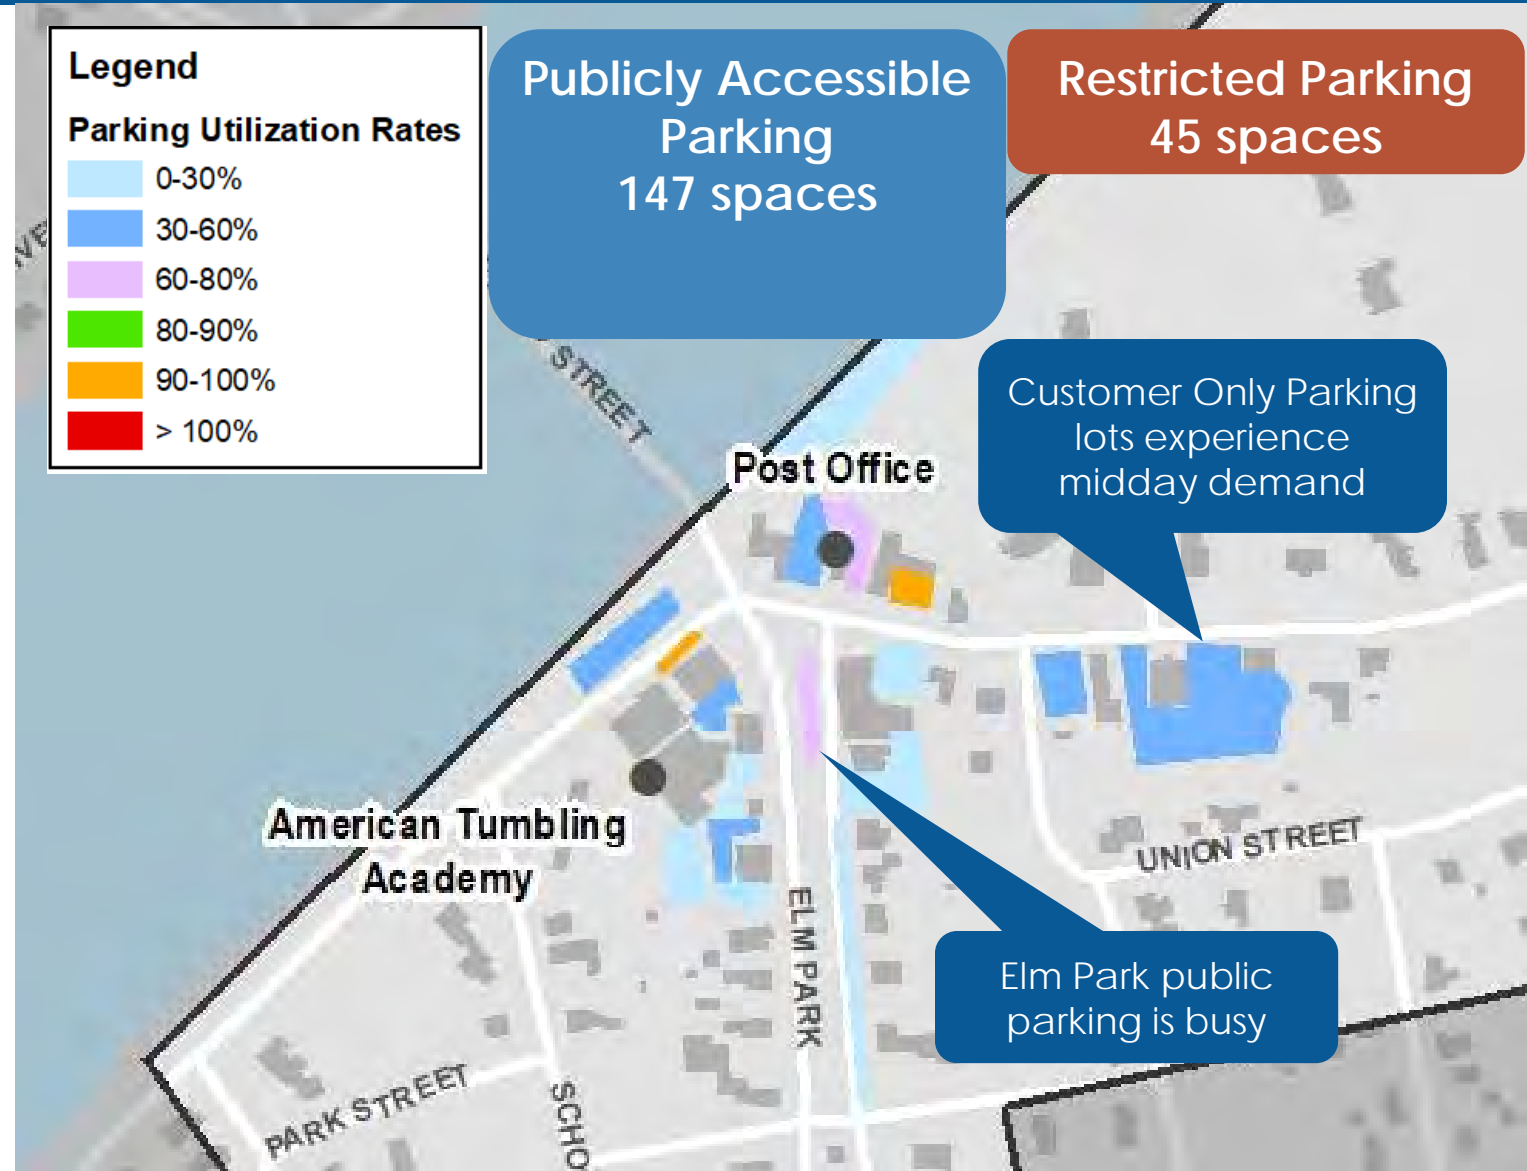 Legend
Parking Utilization Rates
0-30%
30-60%
60-80%
80-90%
90-100%
> 100%
Publicly Accessible
Parking
147 spaces
Restricted Parking
45 spaces
Customer Only Parking
lots experience
midday demand
STREET
Post Office
American Tumbling
Academy
UNION STREET
ELM PARK
Elm Park public
parking is busy
PARK STREET
SCHO